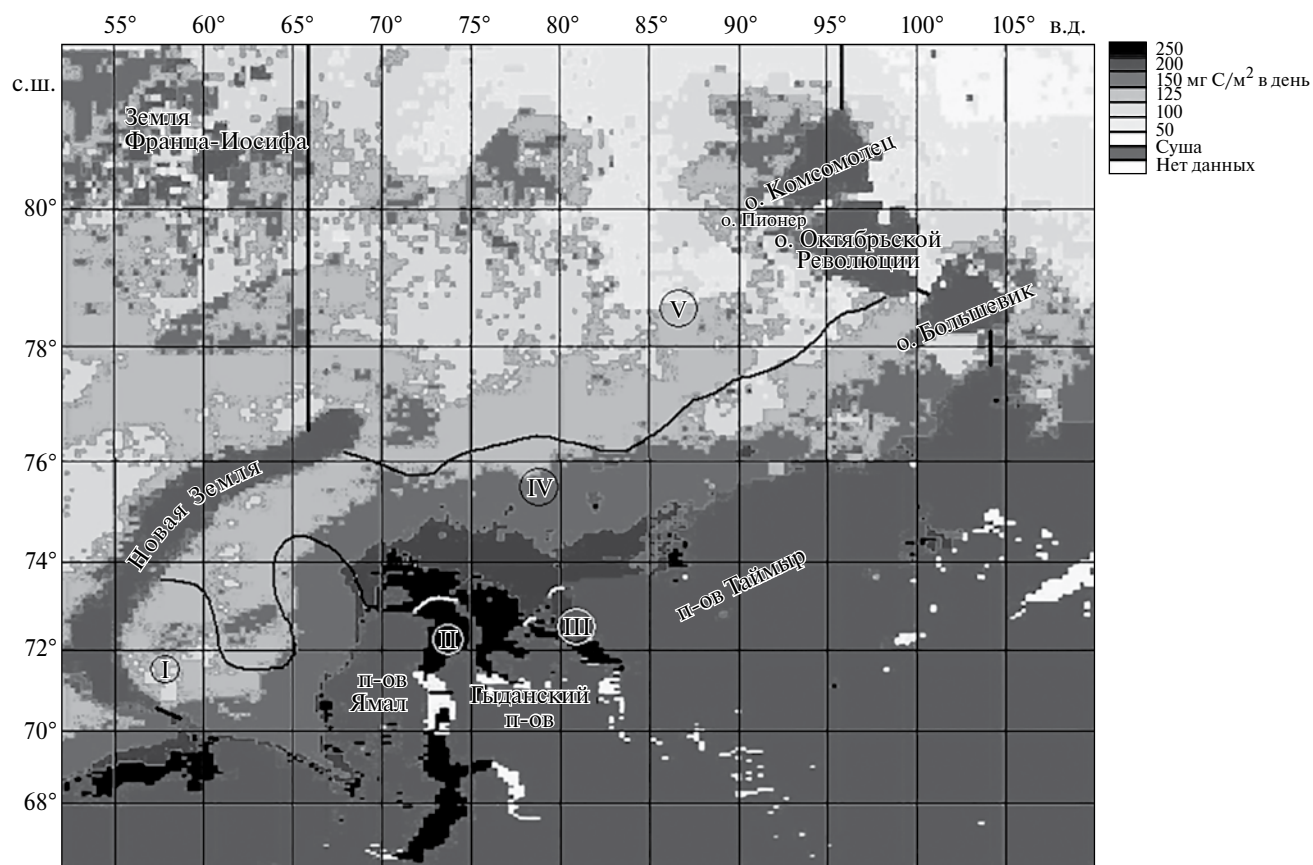 55° 60° 65° 70° 75° 80° 85° 90° 95° 100° 105° в.д.
с.ш.
250
200
150 мг С/м² в день
125
100
50
Суша
Нет данных
Земля
Франца-Иосифа
о. Комсомолец
80°
о. Пионер
о. Октябрьской
Революции
V
о. Большевик
78°
76°
Новая Земля
IV
74°
п-ов Таймыр
III
II
72°
I
п-ов
Ямал
Гыданский
п-ов
70°
68°